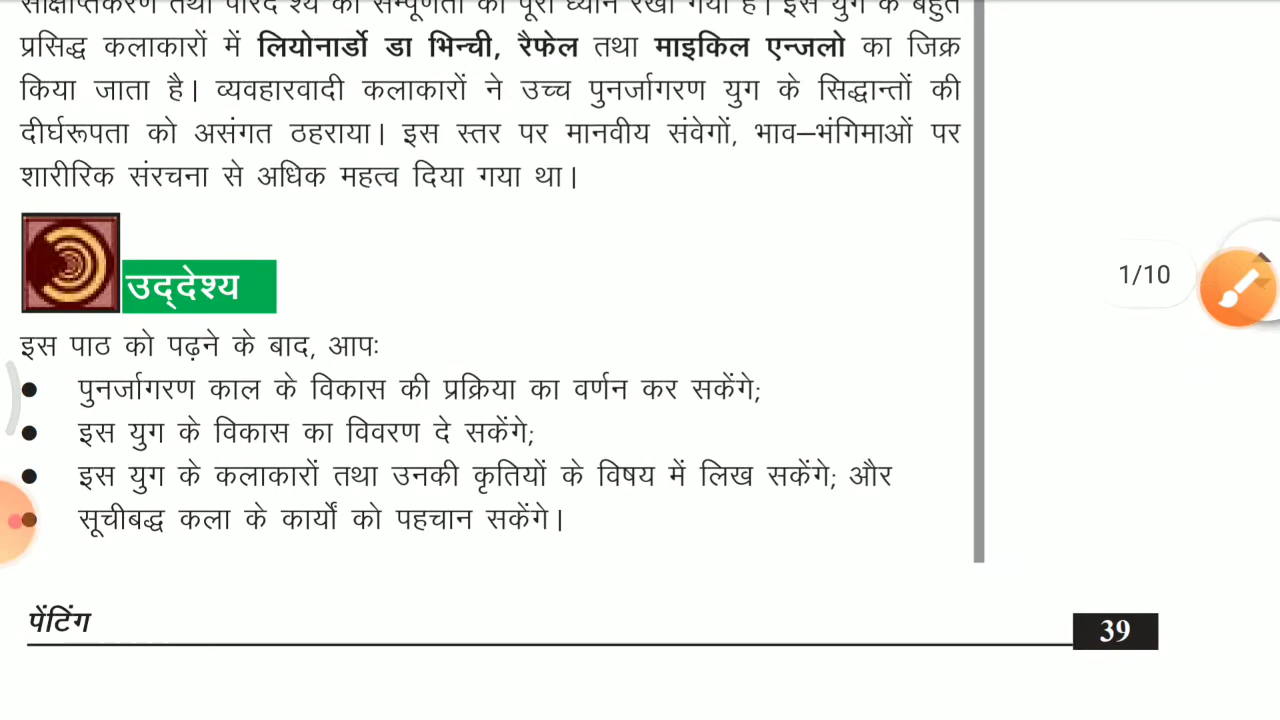 प्रसिद्ध कलाकारों में लियोनार्डो डा भिन्ची, रैफेल तथा माइकिल एन्जलो का जिक्र
किया जाता है। व्यवहारवादी कलाकारों ने उच्च पुनर्जागरण युग के सिद्धान्तों की
दीर्घरूपता को असंगत ठहराया। इस स्तर पर मानवीय संवेगों, भाव–भंगिमाओं पर
शारीरिक संरचना से अधिक महत्व दिया गया था।
उद्देश्य
1/10
इस पाठ को पढ़ने के बाद, आपः
● पुनर्जागरण काल के विकास की प्रक्रिया का वर्णन कर सकेंगे;
● इस युग के विकास का विवरण दे सकेंगे;
● इस युग के कलाकारों तथा उनकी कृतियों के विषय में लिख सकेंगे; और
● सूचीबद्ध कला के कार्यों को पहचान सकेंगे।
पेंटिंग
39